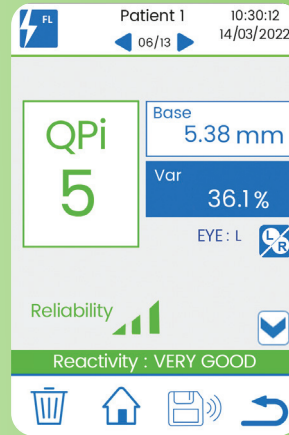 FL
Patient 1
10:30:12
06/13
14/03/2022
QPi
5
Base
5.38 mm
Var
36.1 %
EYE : L
L
R
Reliability
Reactivity : VERY GOOD